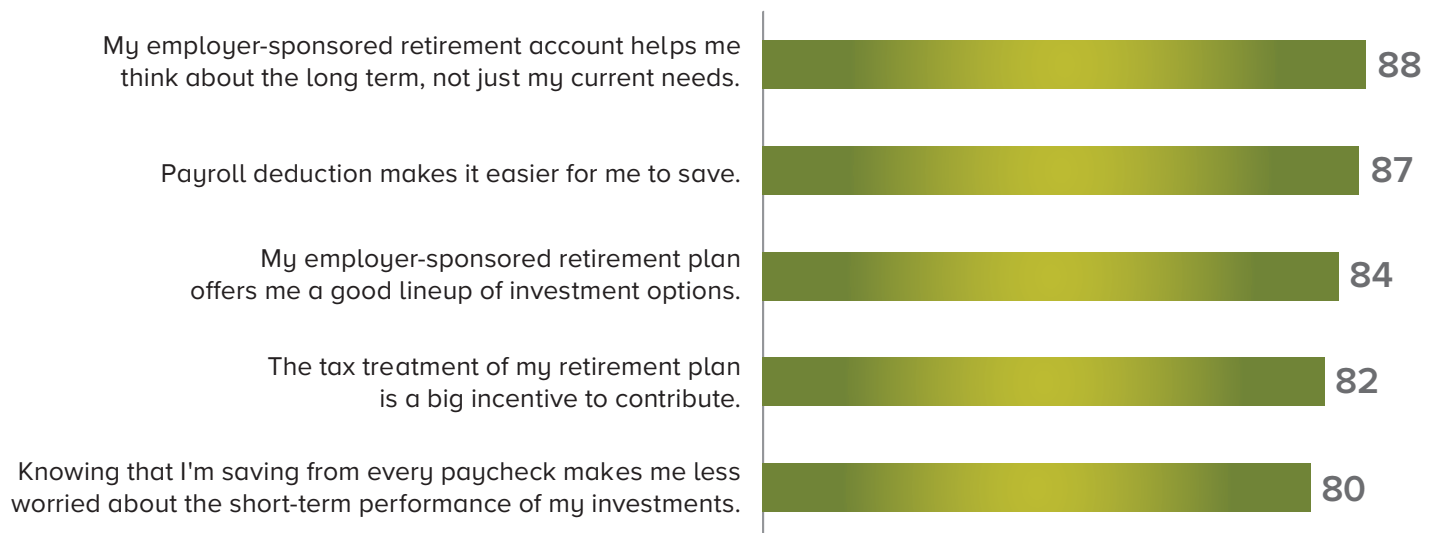 My employer-sponsored retirement account helps me
think about the long term, not just my current needs.
88
Payroll deduction makes it easier for me to save.
87
My employer-sponsored retirement plan
offers me a good lineup of investment options.
84
The tax treatment of my retirement plan
is a big incentive to contribute.
82
Knowing that I'm saving from every paycheck makes me less
worried about the short-term performance of my investments.
80